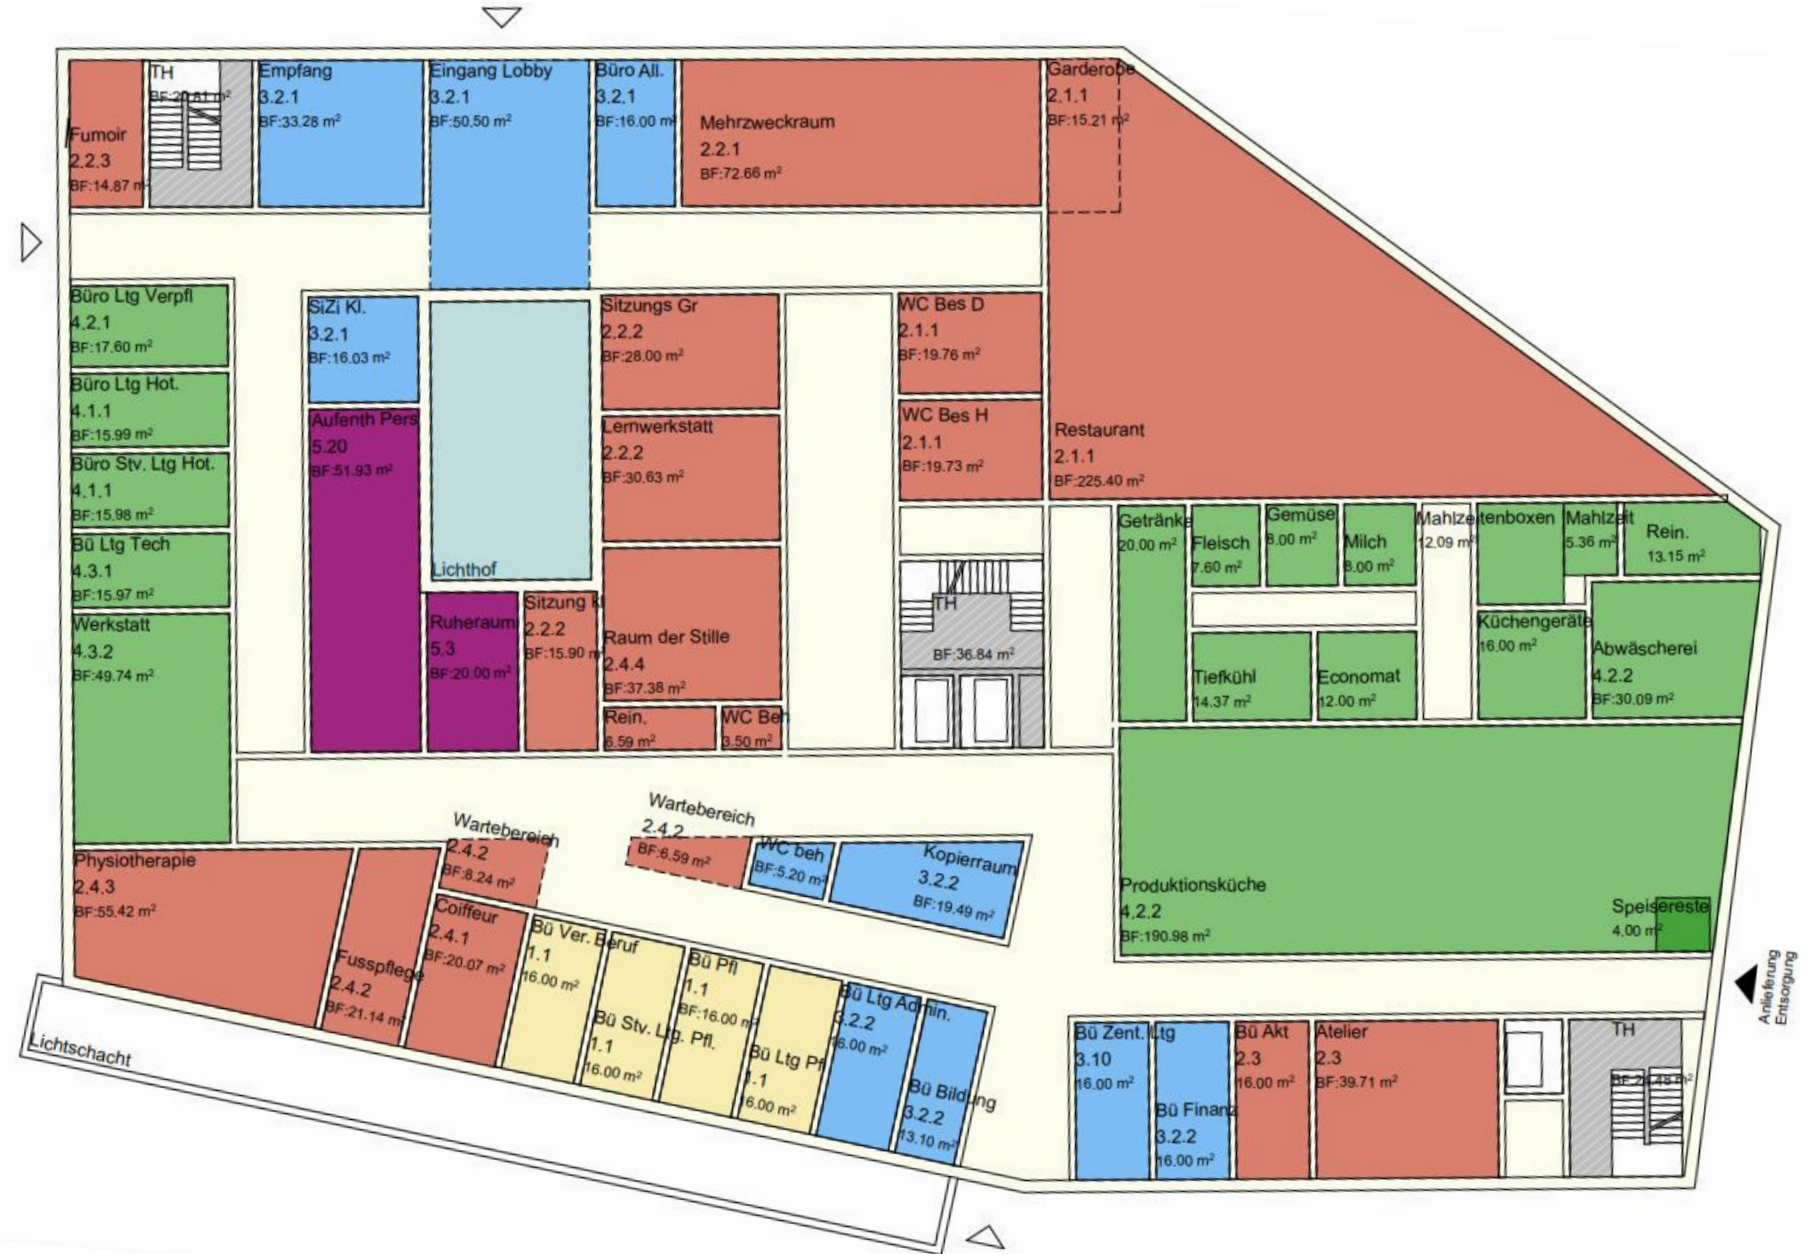 Fumoir
2.2.3
BF:14.87 m²
TH
BF:20.81 m²
Empfang
3.2.1
BF:33.28 m²
Eingang Lobby
3.2.1
BF:50.50 m²
Büro All.
3.2.1
BF:16.00 m²
Mehrzweckraum
2.2.1
BF:72.66 m²
Garderobe
2.1.1
BF:15.21 m²
Büro Ltg Verpfl
4.2.1
BF:17.60 m²
Büro Ltg Hot.
4.1.1
BF:15.99 m²
Büro Stv. Ltg Hot.
4.1.1
BF:15.98 m²
Bü Ltg Tech
4.3.1
BF:15.97 m²
Werkstatt
4.3.2
BF:49.74 m²
SiZi Kl.
3.2.1
BF:16.03 m²
Aufenth Pers
5.20
BF:51.93 m²
Lichthof
Ruheraum
5.3
BF:20.00 m²
Sitzung kl
2.2.2
BF:15.90 m²
Sitzungs Gr
2.2.2
BF:28.00 m²
Lernwerkstatt
2.2.2
BF:30.63 m²
Raum der Stille
2.4.4
BF:37.38 m²
Rein.
6.59 m²
WC Beh
3.50 m²
WC Bes D
2.1.1
BF:19.76 m²
WC Bes H
2.1.1
BF:19.73 m²
TH
BF:36.84 m²
Restaurant
2.1.1
BF:225.40 m²
Getränke
20.00 m²
Fleisch
7.60 m²
Gemüse
8.00 m²
Milch
8.00 m²
Mahlzeitenboxen
12.09 m²
Mahlzeit
5.36 m²
Rein.
13.15 m²
Tiefkühl
14.37 m²
Economat
12.00 m²
Küchengeräte
16.00 m²
Abwäscherei
4.2.2
BF:30.09 m²
Produktionsküche
4.2.2
BF:190.98 m²
Speisereste
4.00 m²
Anlieferung
Entsorgung
Physiotherapie
2.4.3
BF:55.42 m²
Fusspflege
2.4.2
BF:21.14 m²
Wartebereich
2.4.2
BF:8.24 m²
Coiffeur
2.4.1
BF:20.07 m²
Wartebereich
2.4.2
BF:6.59 m²
WC beh
BF:5.20 m²
Kopierraum
3.2.2
BF:19.49 m²
Bü Ver. Beruf
1.1
16.00 m²
Bü Stv. Ltg. Pfl.
1.1
16.00 m²
Bü Pfl
1.1
BF:16.00 m²
Bü Ltg Pfl
1.1
16.00 m²
Bü Ltg Admin.
3.2.2
16.00 m²
Bü Bildung
3.2.2
13.10 m²
Bü Zent. Ltg
3.10
16.00 m²
Bü Finanz
3.2.2
16.00 m²
Bü Akt
2.3
16.00 m²
Atelier
2.3
BF:39.71 m²
TH
Lichtschacht